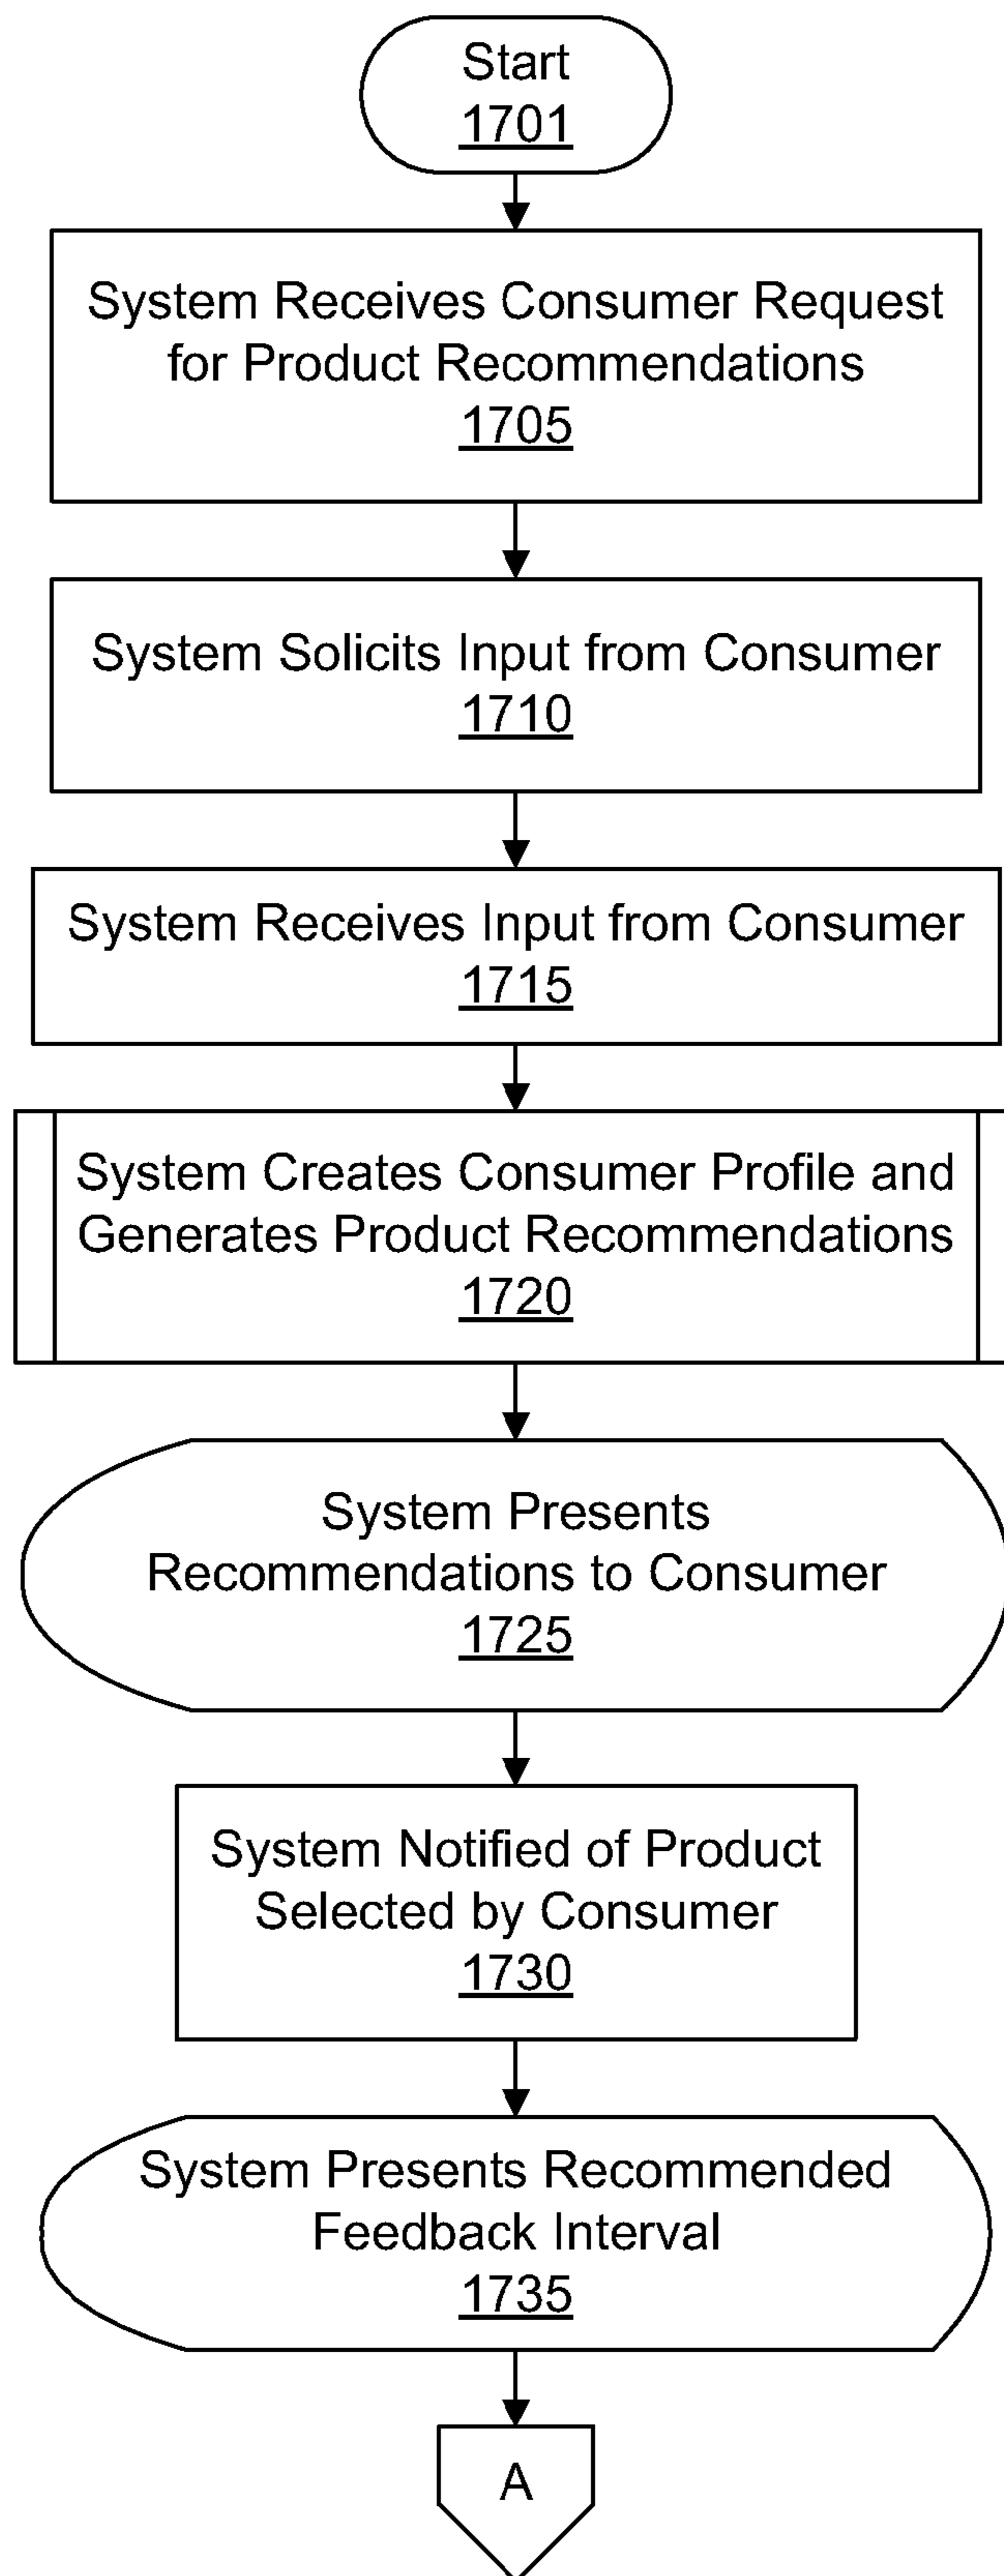 Start
1701
System Receives Consumer Request
for Product Recommendations
1705
System Solicits Input from Consumer
1710
System Receives Input from Consumer
1715
System Creates Consumer Profile and
Generates Product Recommendations
1720
System Presents
Recommendations to Consumer
1725
System Notified of Product
Selected by Consumer
1730
System Presents Recommended
Feedback Interval
1735
A